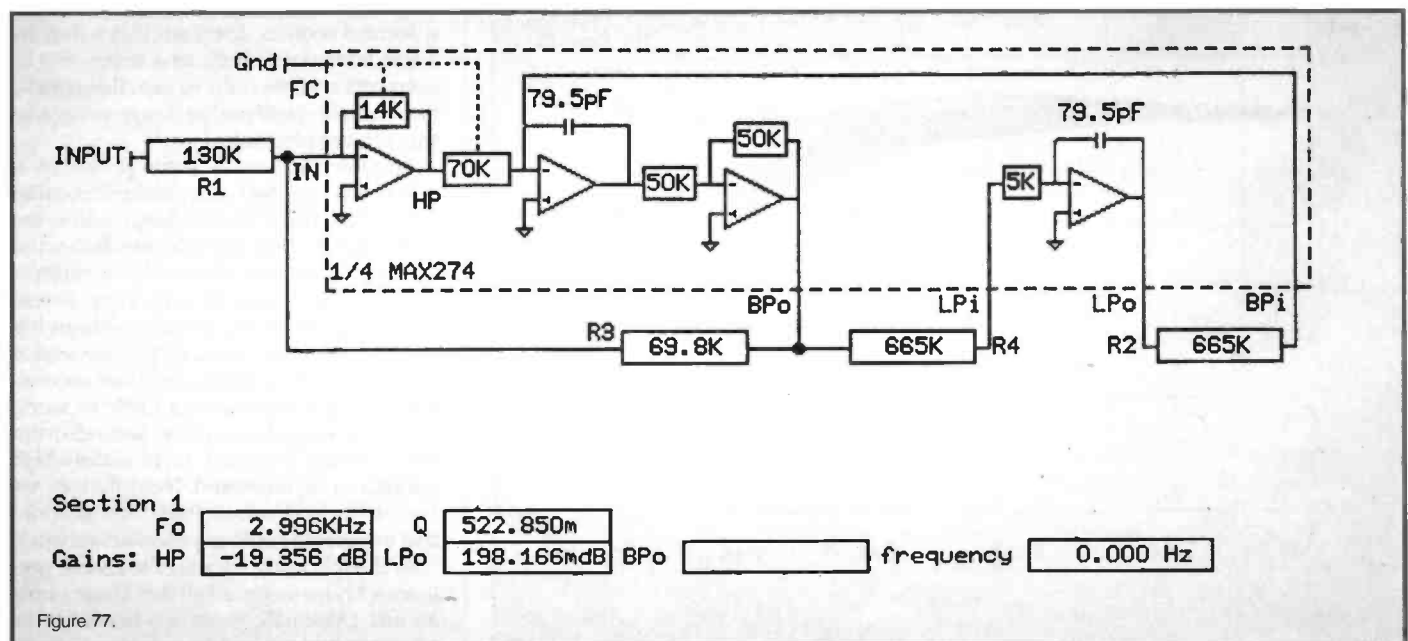 Gnd
FC
14K
79.5pF
79.5pF
INPUT
130K
R1
IN
HP
70K
50K
50K
5K
1/4 MAX274
BPo
LPi
LPo
BPi
R3
69.8K
665K
R4
R2
665K
Section 1
Fo 2.996KHz Q 522.850m
Gains: HP -19.356 dB LPo 198.166mdB BPo frequency 0.000 Hz
Figure 77.